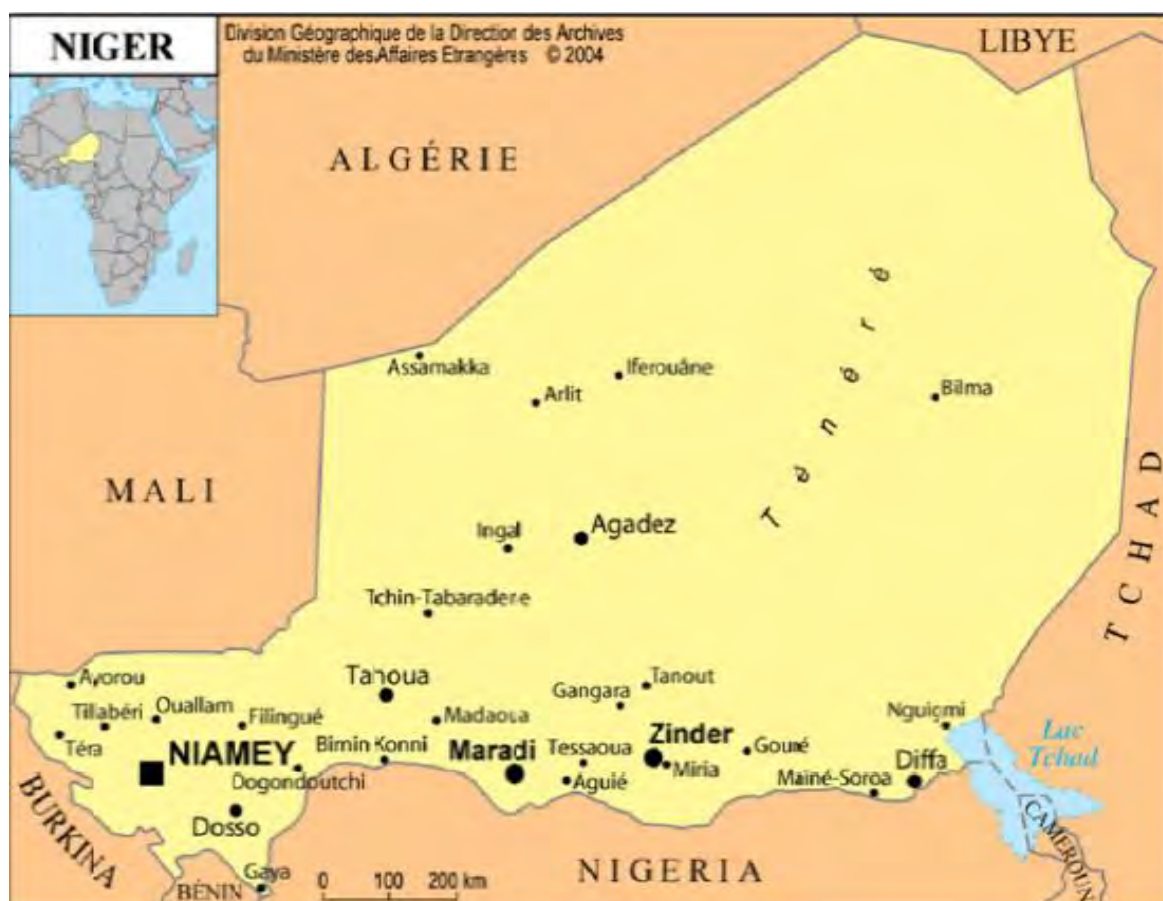 NIGER
Division Géographique de la Direction des Archives
du Ministère des Affaires Etrangères © 2004
LIBYE
ALGÉRIE
Assamakka
Iferouâne
Arlit
Bilma
Ténéré
MALI
TCHAD
Ingal
Agadez
Tchin-Tabaradene
Tahoua
Tanout
Gangara
Ayorou
Ouallam
Tillabéri
Filingué
Madaoua
Nguigmi
Luc
Tchad
Téra
NIAMEY
Birnin Konni
Maradi
Tessaoua
Zinder
Gouré
Diffa
Miria
Dogondoutchi
Aguié
Maïné-Soroa
Dosso
BURKINA
CAMEROUN
Gaya
BÉNIN
NIGERIA
0 100 200 km